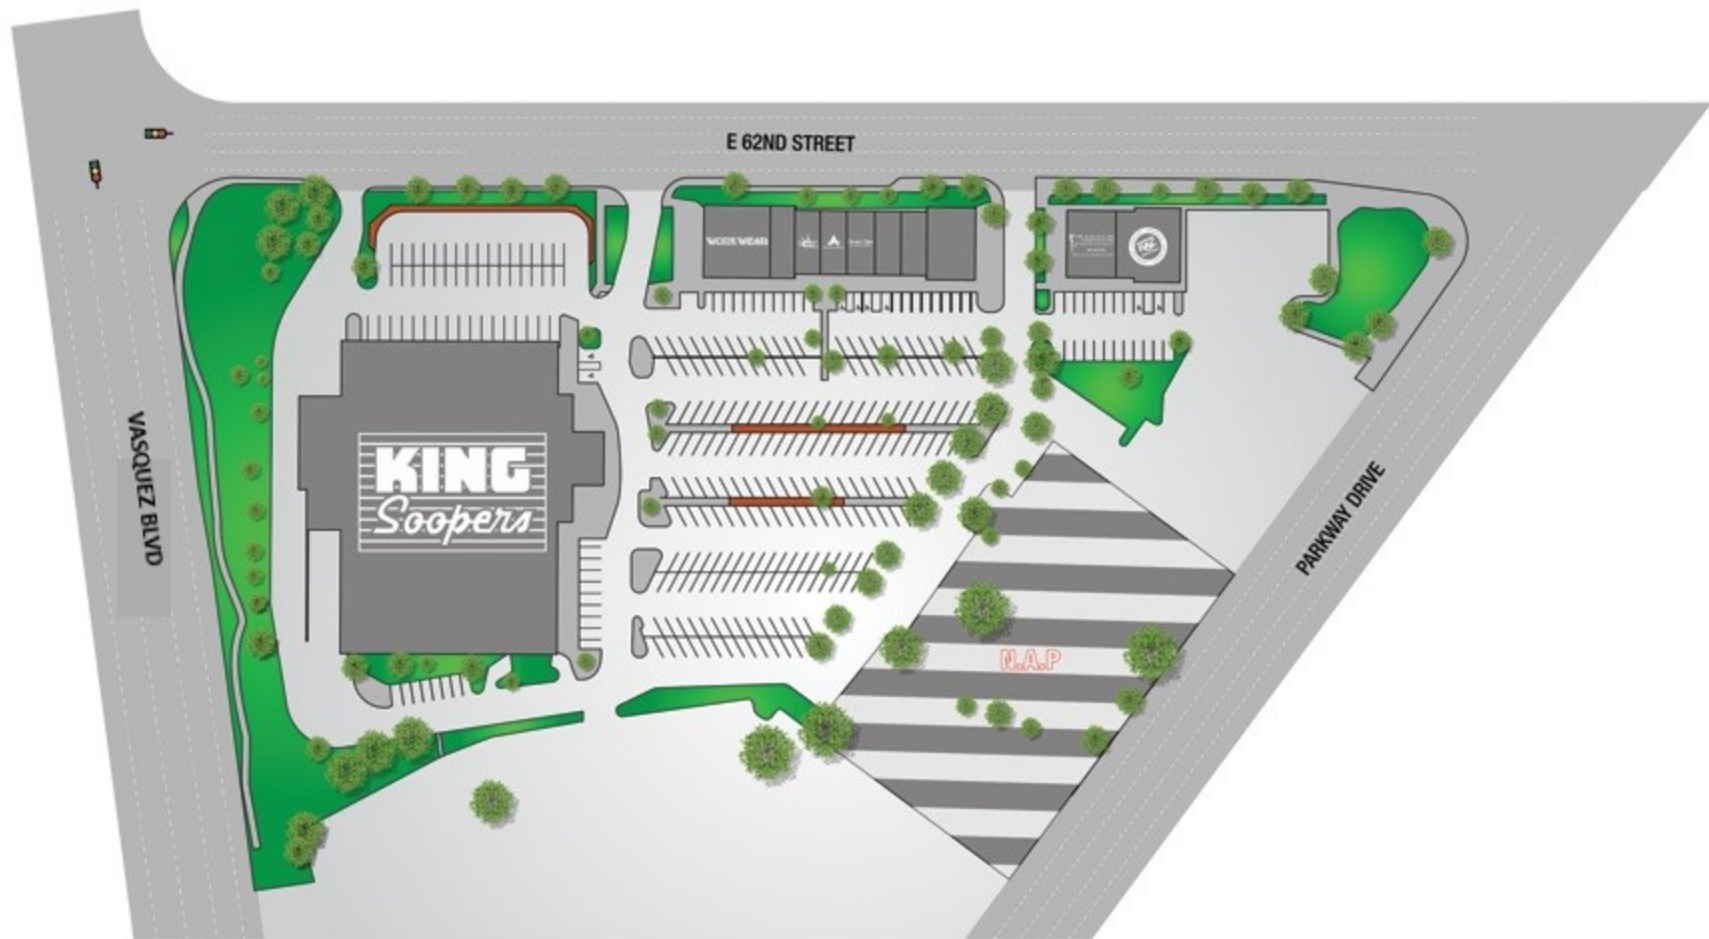 E 62ND STREET
WORK WEAR
VASQUEZ BLVD
KING
Soopers
PARKWAY DRIVE
N.A.P